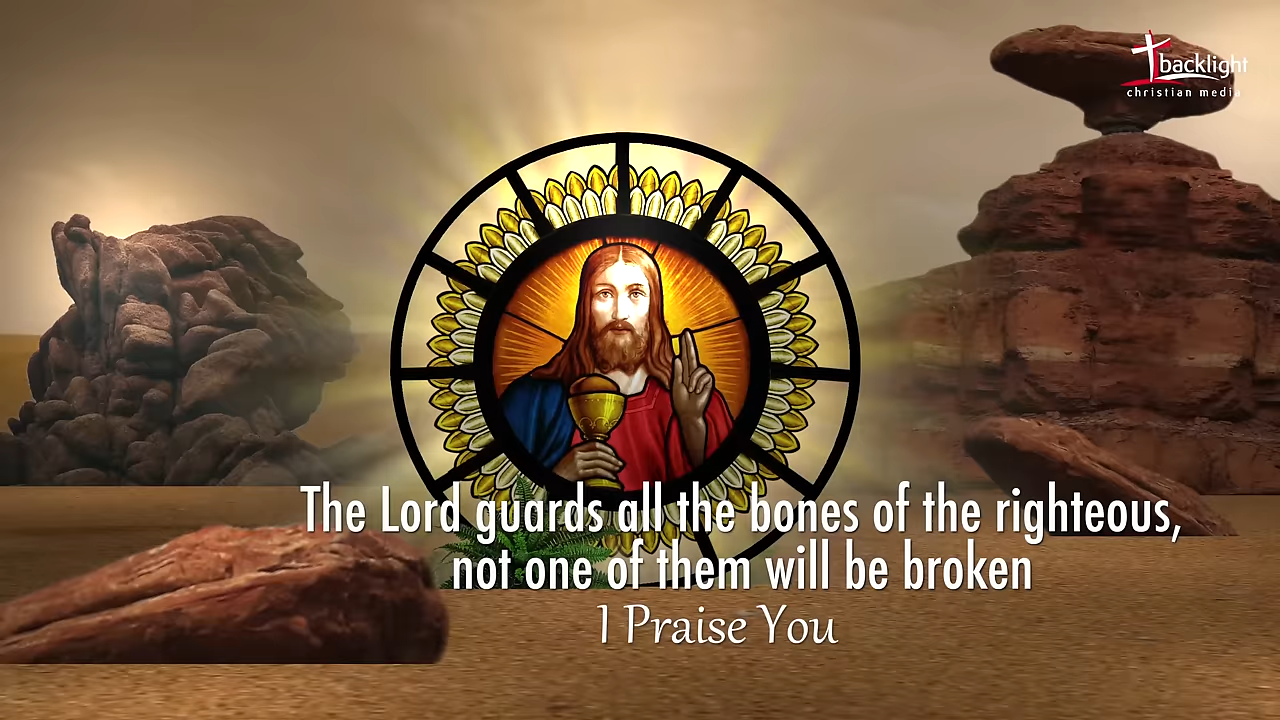 backlight
christian media
The Lord guards all the bones of the righteous,
not one of them will be broken
I Praise You